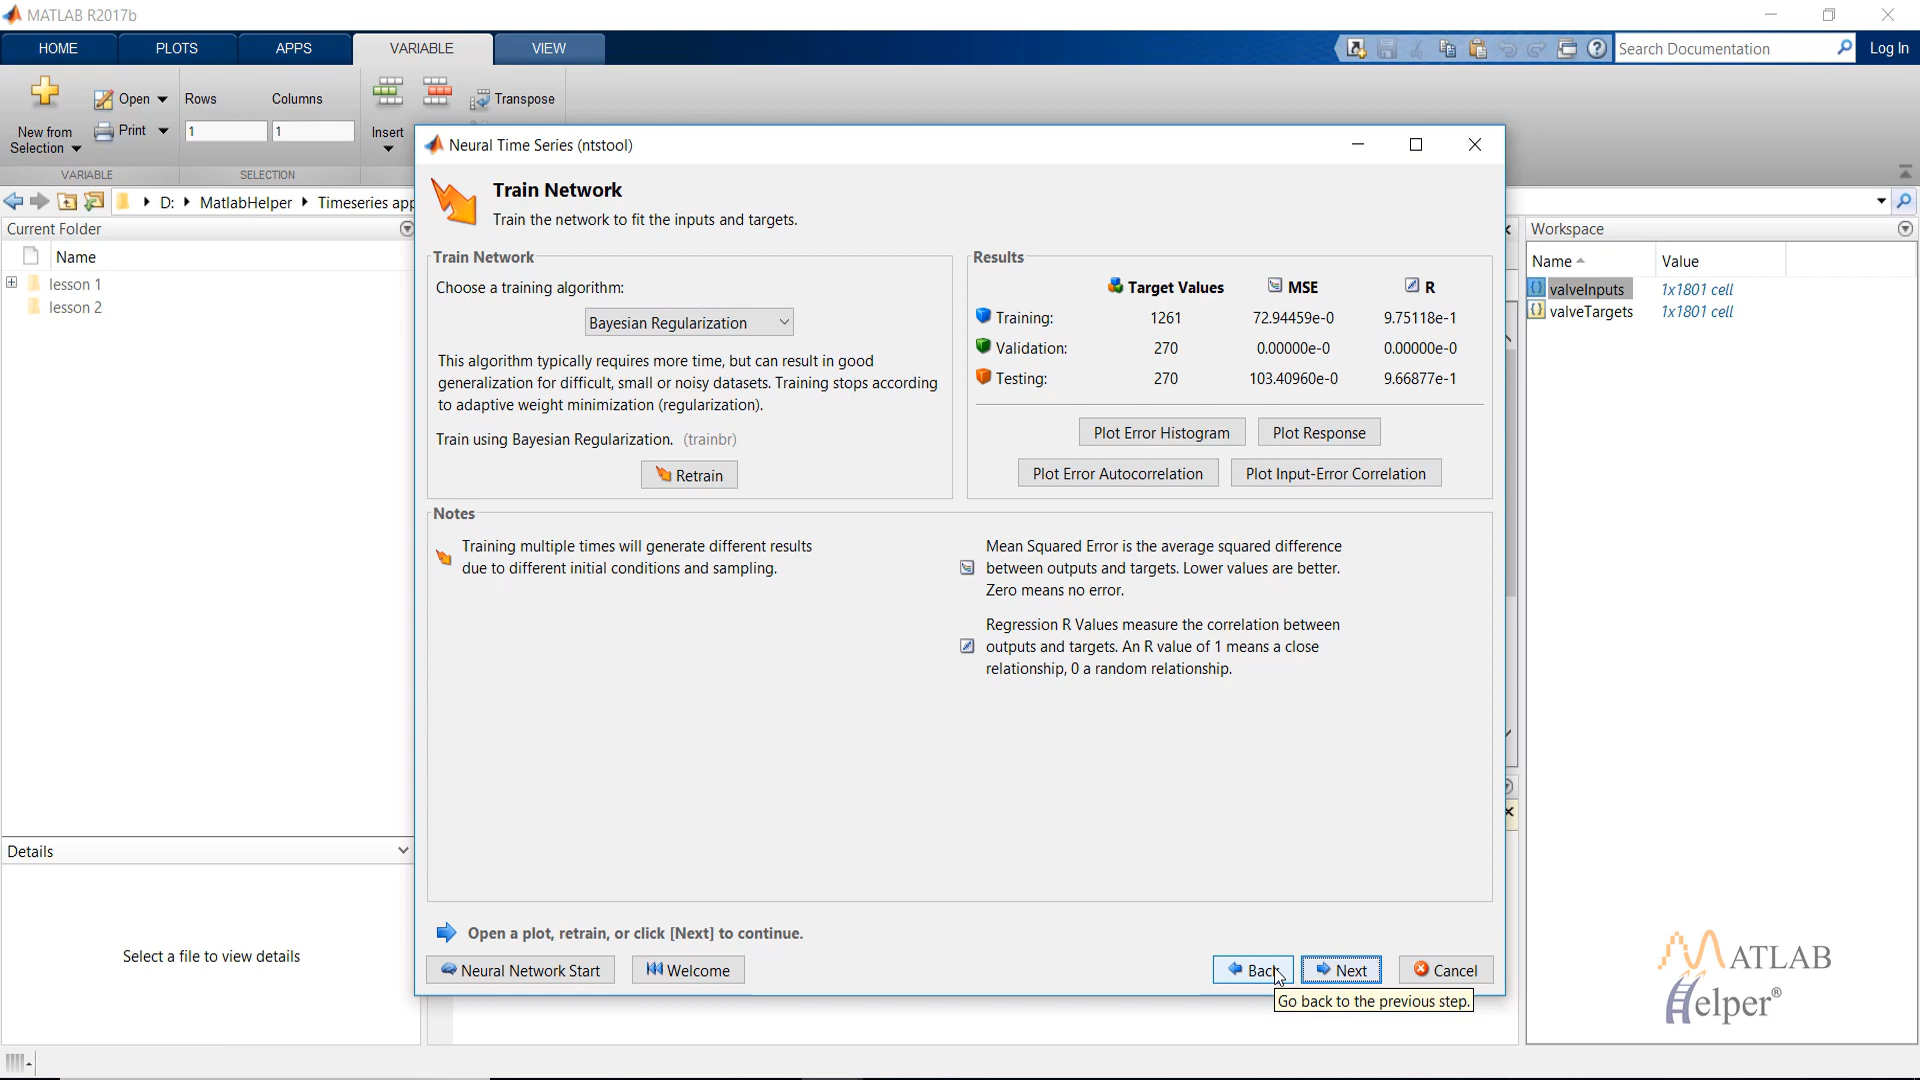 MATLAB R2017b
HOME
PLOTS
APPS
VARIABLE
VIEW
Search Documentation
Log In
New from
Selection
Open
Print
Rows
Columns
1
1
Insert
Transpose
VARIABLE
SELECTION
D:
MatlabHelper
Timeseries app
Current Folder
Name
lesson 1
lesson 2
Details
Select a file to view details
Neural Time Series (ntstool)
Train Network
Train the network to fit the inputs and targets.
Train Network
Choose a training algorithm:
Bayesian Regularization
This algorithm typically requires more time, but can result in good
generalization for difficult, small or noisy datasets. Training stops according
to adaptive weight minimization (regularization).
Train using Bayesian Regularization. (trainbr)
Retrain
Results
Target Values MSE R
Training: 1261 72.94459e-0 9.75118e-1
Validation: 270 0.00000e-0 0.00000e-0
Testing: 270 103.40960e-0 9.66877e-1
Plot Error Histogram
Plot Response
Plot Error Autocorrelation
Plot Input-Error Correlation
Notes
Training multiple times will generate different results
due to different initial conditions and sampling.
Mean Squared Error is the average squared difference
between outputs and targets. Lower values are better.
Zero means no error.
Regression R Values measure the correlation between
outputs and targets. An R value of 1 means a close
relationship, 0 a random relationship.
Open a plot, retrain, or click [Next] to continue.
Neural Network Start
Welcome
Back
Next
Cancel
Go back to the previous step.
Workspace
Name Value
valveInputs 1x1801 cell
valveTargets 1x1801 cell
MATLAB
Helper®